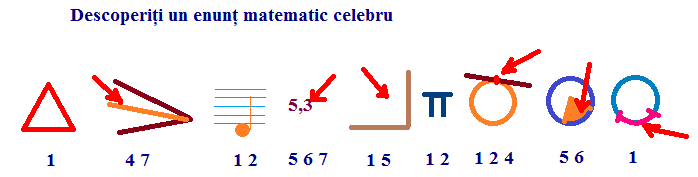 Descoperiți un enunț matematic celebru
5,3
π
1 4 7 1 2 5 6 7 1 5 1 2 1 2 4 5 6 1